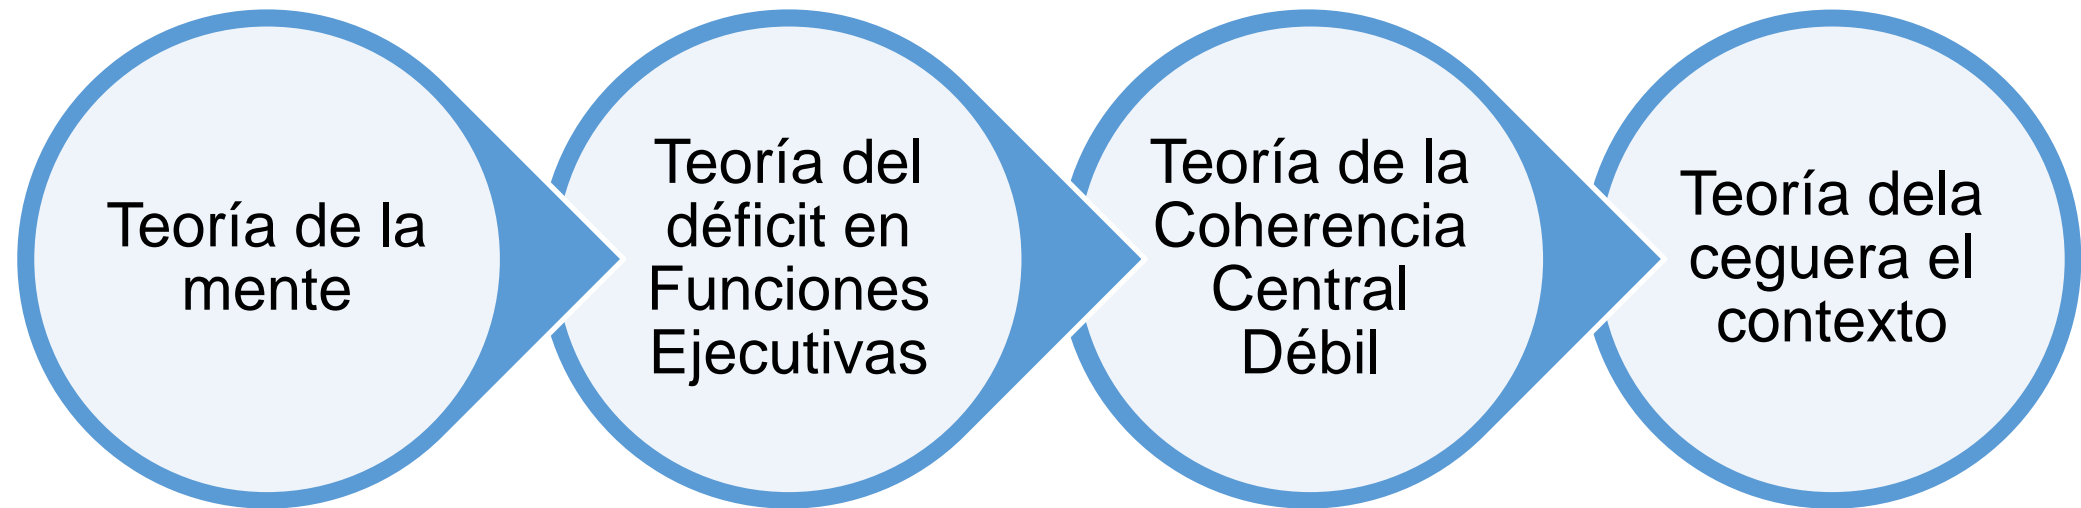 Teoría de la
mente
Teoría del
déficit en
Funciones
Ejecutivas
Teoría de la
Coherencia
Central
Débil
Teoría dela
ceguera el
contexto